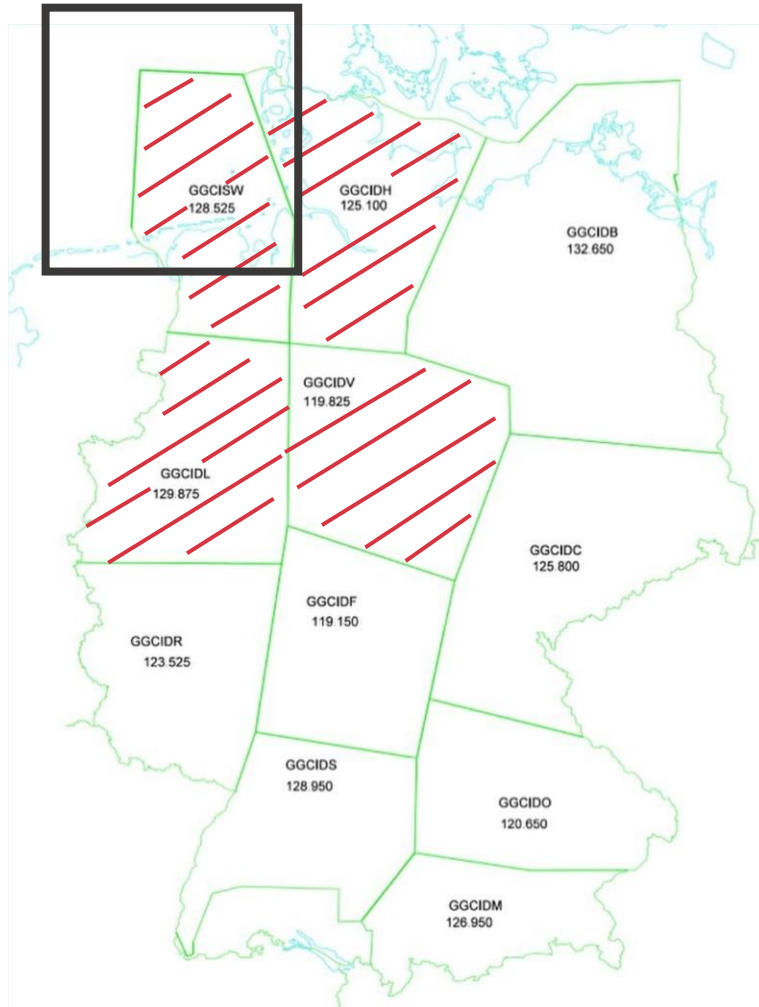 GGCISW
128.525
GGCIDH
125.100
GGCIDB
132.650
GGCIDV
119.825
GGCIDL
129.875
GGCIDC
125.800
GGCIDF
119.150
GGCIDR
123.525
GGCIDS
128.950
GGCIDO
120.650
GGCIDM
126.950